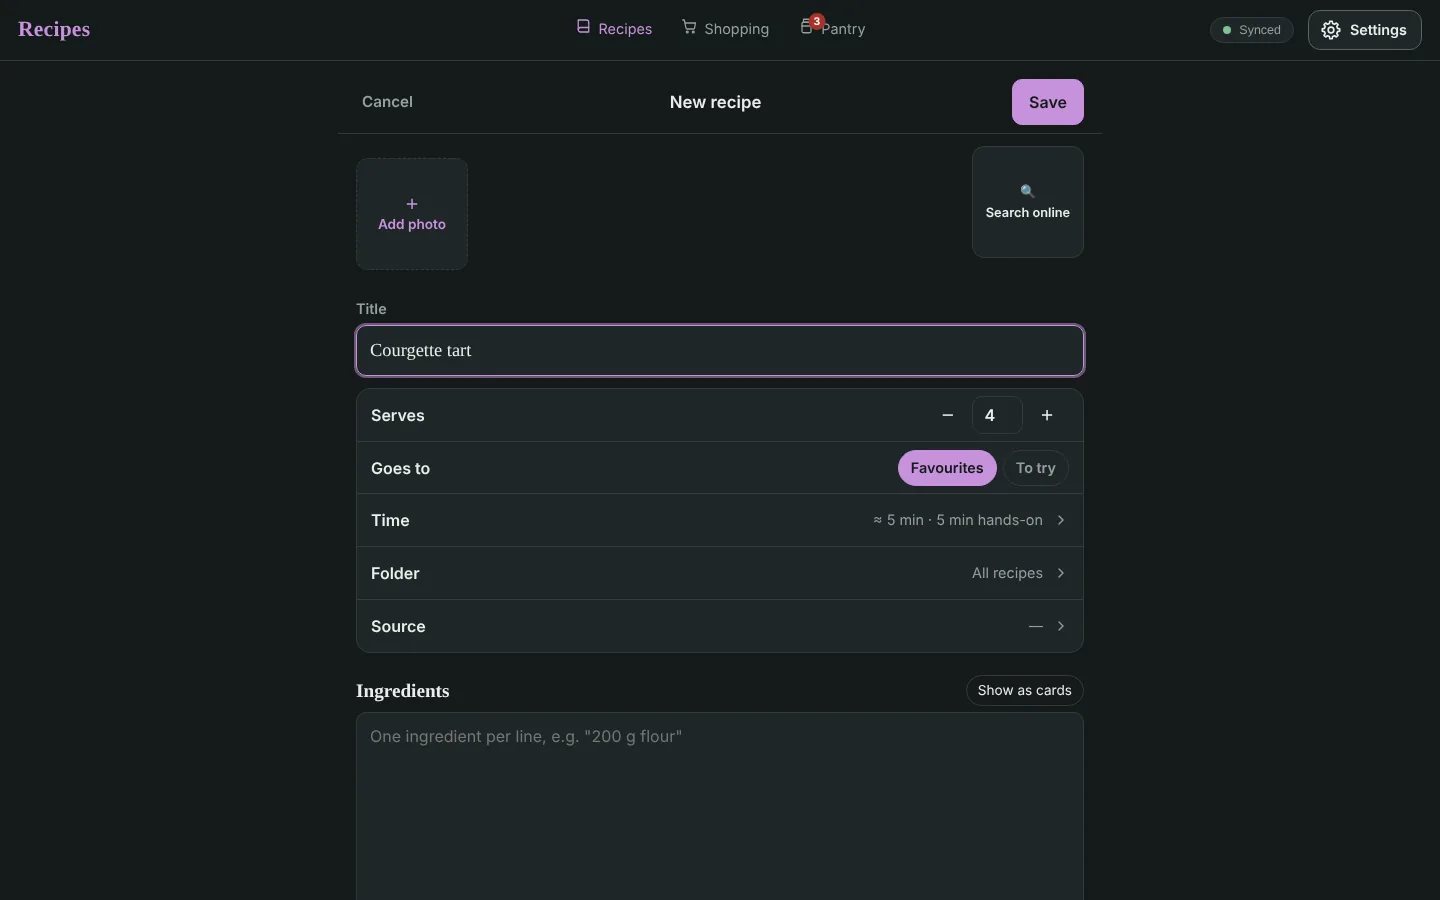 Recipes
Recipes
Shopping
3
Pantry
Synced
Settings
Cancel
New recipe
Save
+
Add photo
Search online
Title
Courgette tart
Serves
− 4 +
Goes to
Favourites
To try
Time
≈ 5 min · 5 min hands-on
Folder
All recipes
Source
—
Ingredients
Show as cards
One ingredient per line, e.g. "200 g flour"